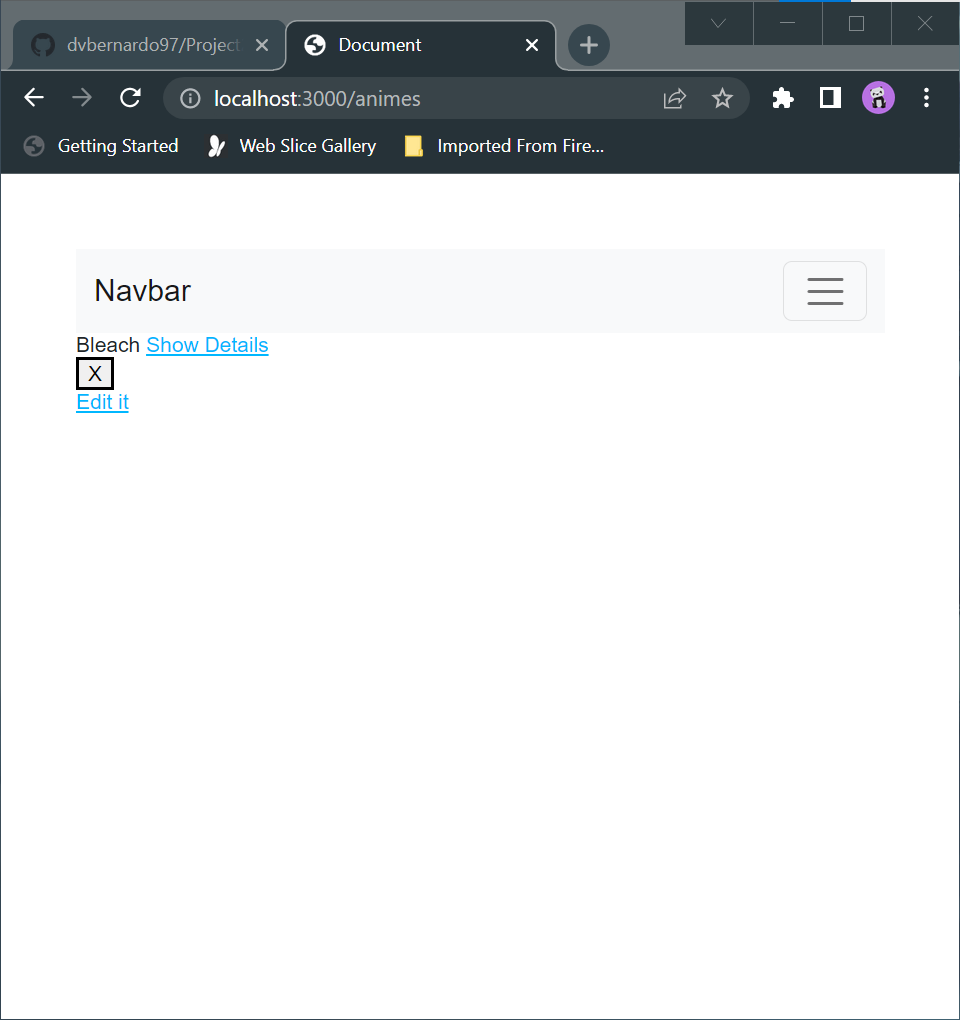 dvbernardo97/Project
Document
localhost:3000/animes
Getting Started
Web Slice Gallery
Imported From Fire...
Navbar
Bleach Show Details
X
Edit it